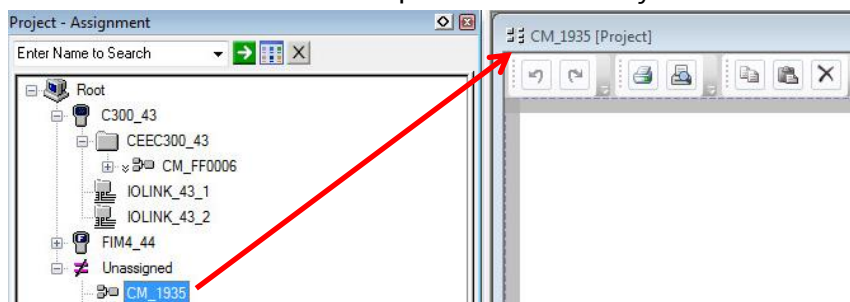 Project - Assignment
Enter Name to Search
Root
C300_43
CEEC300_43
CM_FF0006
IOLINK_43_1
IOLINK_43_2
FIM4_44
Unassigned
CM_1935
CM_1935 [Project]